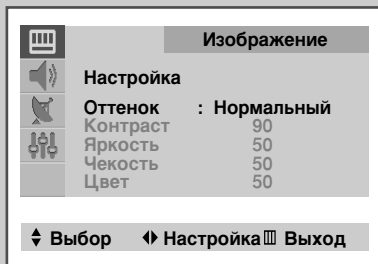 Изображение
Настройка
Оттенок : Нормальный
Контраст 90
Яркость 50
Чекость 50
Цвет 50
Выбор Настройка Выход